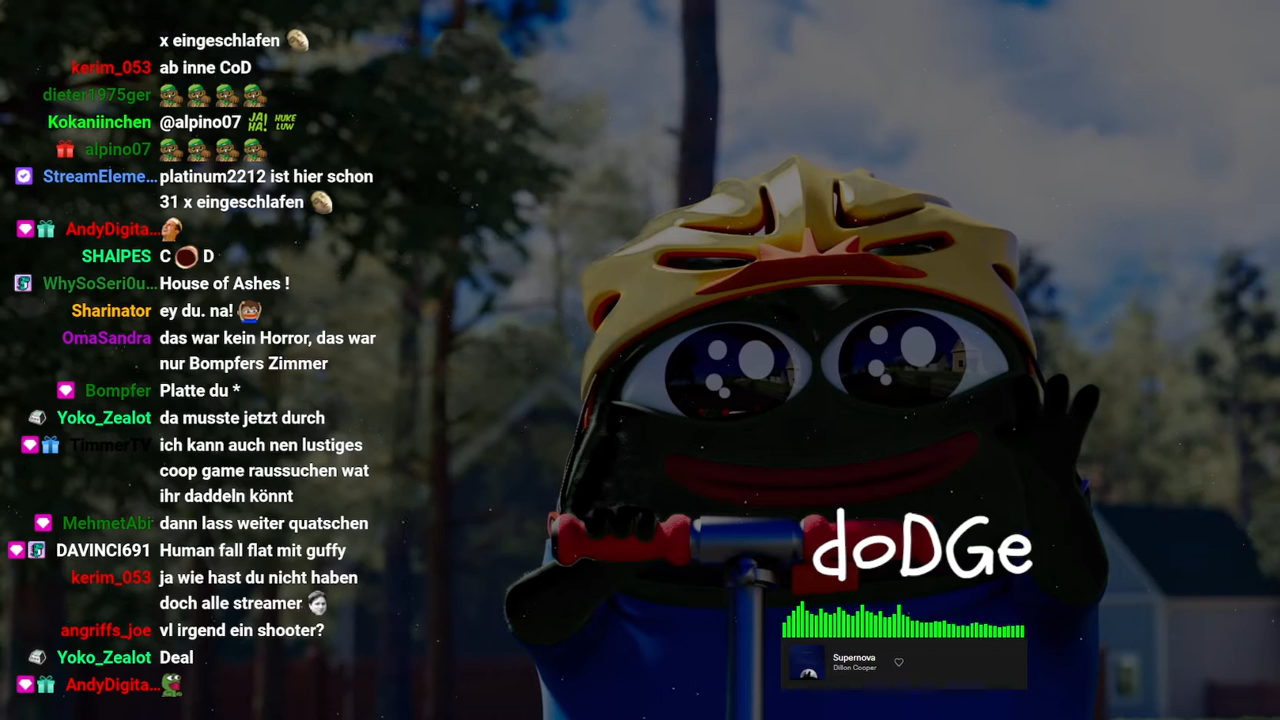 x eingeschlafen
kerim_053 ab inne CoD
dieter1975ger
Kokaniinchen @alpino07 JA HA! HUKE LUW
alpino07
StreamEleme… platinum2212 ist hier schon
31 x eingeschlafen
AndyDigita…
SHAIPES C D
WhySoSeri0u… House of Ashes !
Sharinator ey du. na!
OmaSandra das war kein Horror, das war
nur Bompfers Zimmer
Bompfer Platte du *
Yoko_Zealot da musste jetzt durch
TimmerTV ich kann auch nen lustiges
coop game raussuchen wat
ihr daddeln könnt
MehmetAbi dann lass weiter quatschen
DAVINCI691 Human fall flat mit guffy
kerim_053 ja wie hast du nicht haben
doch alle streamer
angriffs_joe vl irgend ein shooter?
Yoko_Zealot Deal
AndyDigita…
doDGe
Supernova
Dillon Cooper